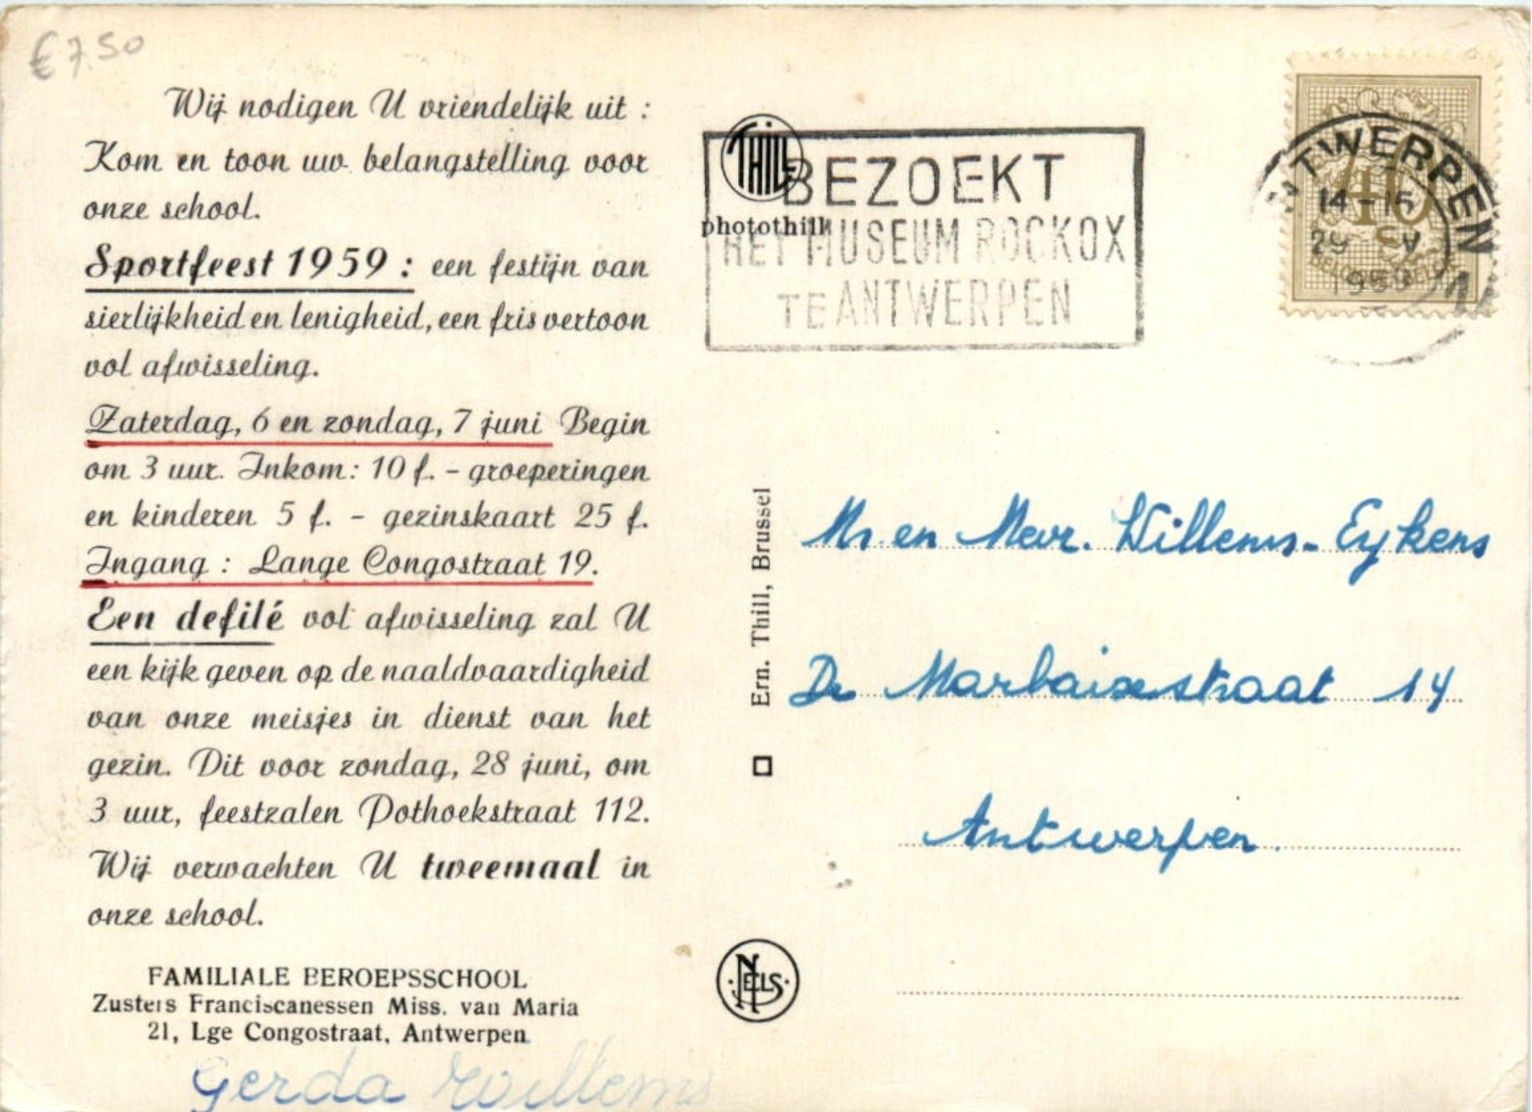 €7.50
Wij nodigen U vriendelijk uit :
Kom en toon uw belangstelling voor
onze school.
Sportfeest 1959 : een festijn van
sierlijkheid en lenigheid, een fris vertoon
vol afwisseling.
Zaterdag, 6 en zondag, 7 juni Begin
om 3 uur. Inkom: 10 f. - groeperingen
en kinderen 5 f. - gezinskaart 25 f.
Ingang : Lange Congostraat 19.
Een defilé vol afwisseling zal U
een kijk geven op de naaldvaardigheid
van onze meisjes in dienst van het
gezin. Dit voor zondag, 28 juni, om
3 uur, feestzalen Pothoekstraat 112.
Wij verwachten U tweemaal in
onze school.
FAMILIALE BEROEPSSCHOOL
Zusters Franciscanessen Miss. van Maria
21, Lge Congostraat, Antwerpen
Gerda Willems
THILL
photothill
BEZOEKT
HET MUSEUM ROCKOX
TE ANTWERPEN
ANTWERPEN
14-15
29
1959
40
Ern. Thill, Brussel
NELS
Mr en Mevr. Willems-Eykens
De Marbaixstraat 14
Antwerpen.